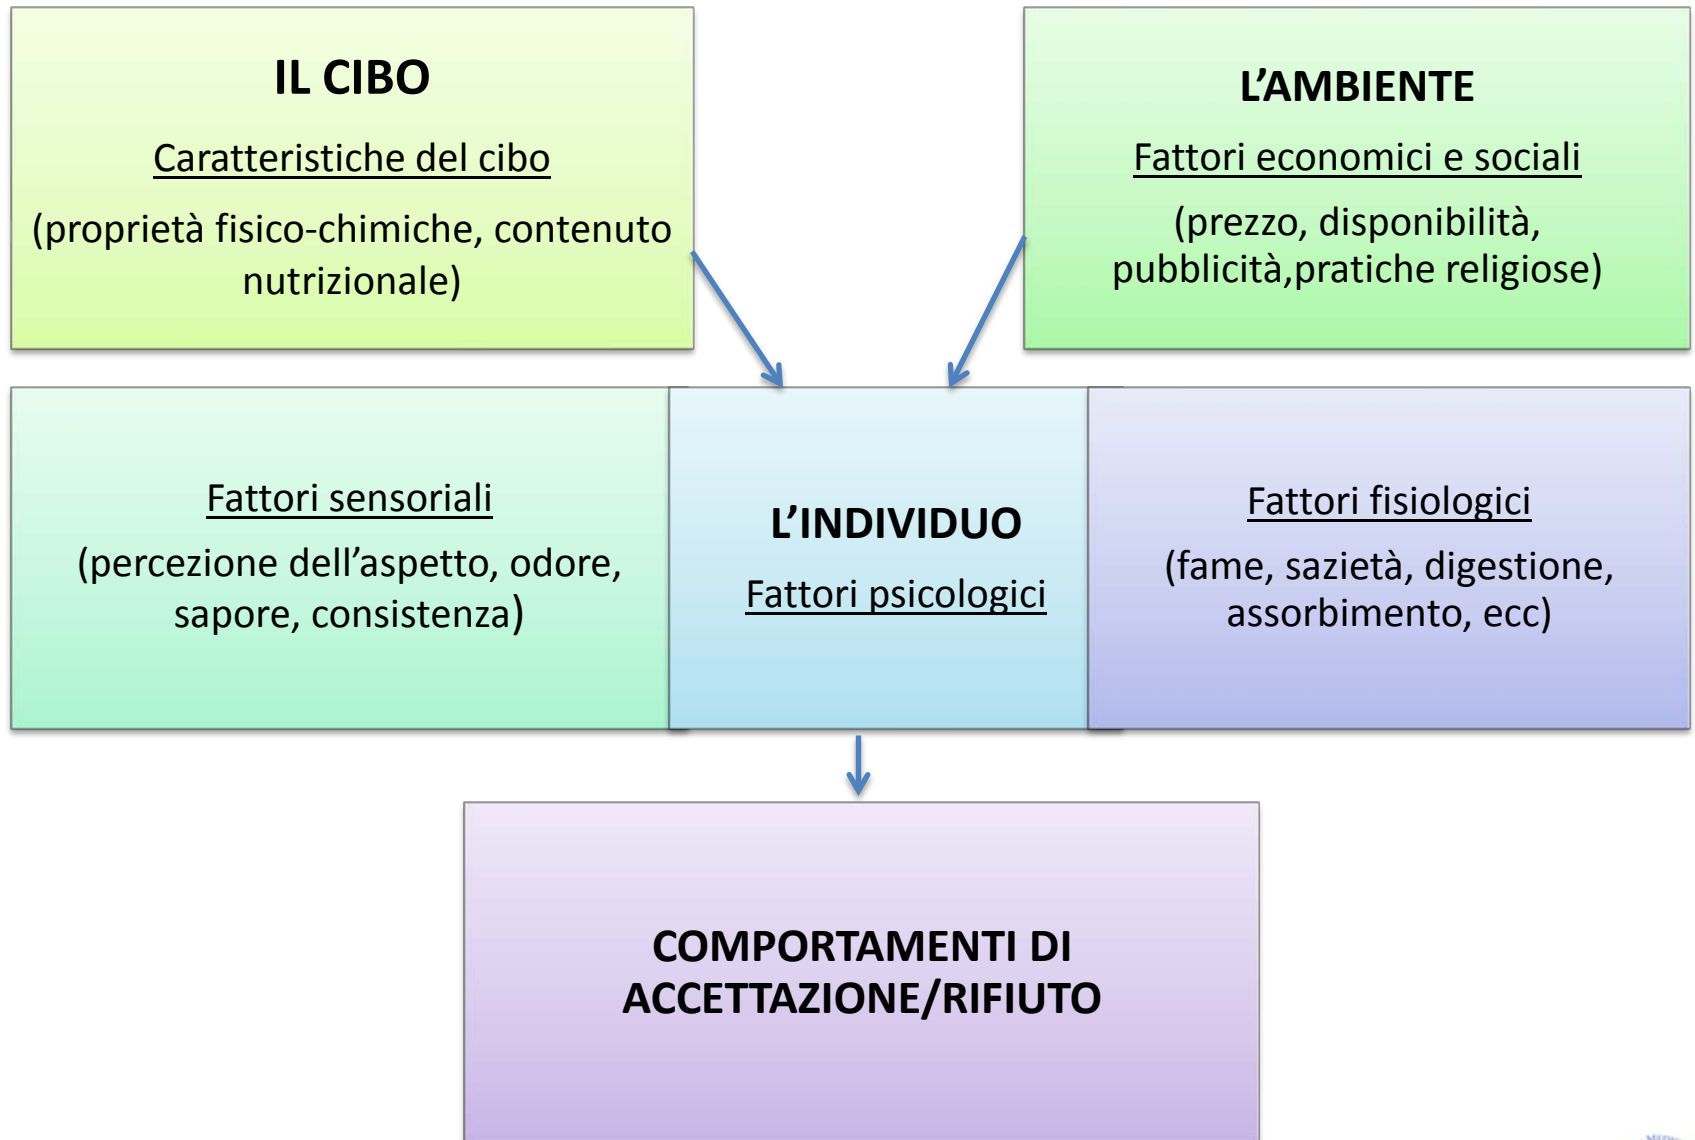 IL CIBO
Caratteristiche del cibo
(proprietà fisico-chimiche, contenuto
nutrizionale)
L’AMBIENTE
Fattori economici e sociali
(prezzo, disponibilità,
pubblicità,pratiche religiose)
Fattori sensoriali
(percezione dell’aspetto, odore,
sapore, consistenza)
L’INDIVIDUO
Fattori psicologici
Fattori fisiologici
(fame, sazietà, digestione,
assorbimento, ecc)
COMPORTAMENTI DI
ACCETTAZIONE/RIFIUTO